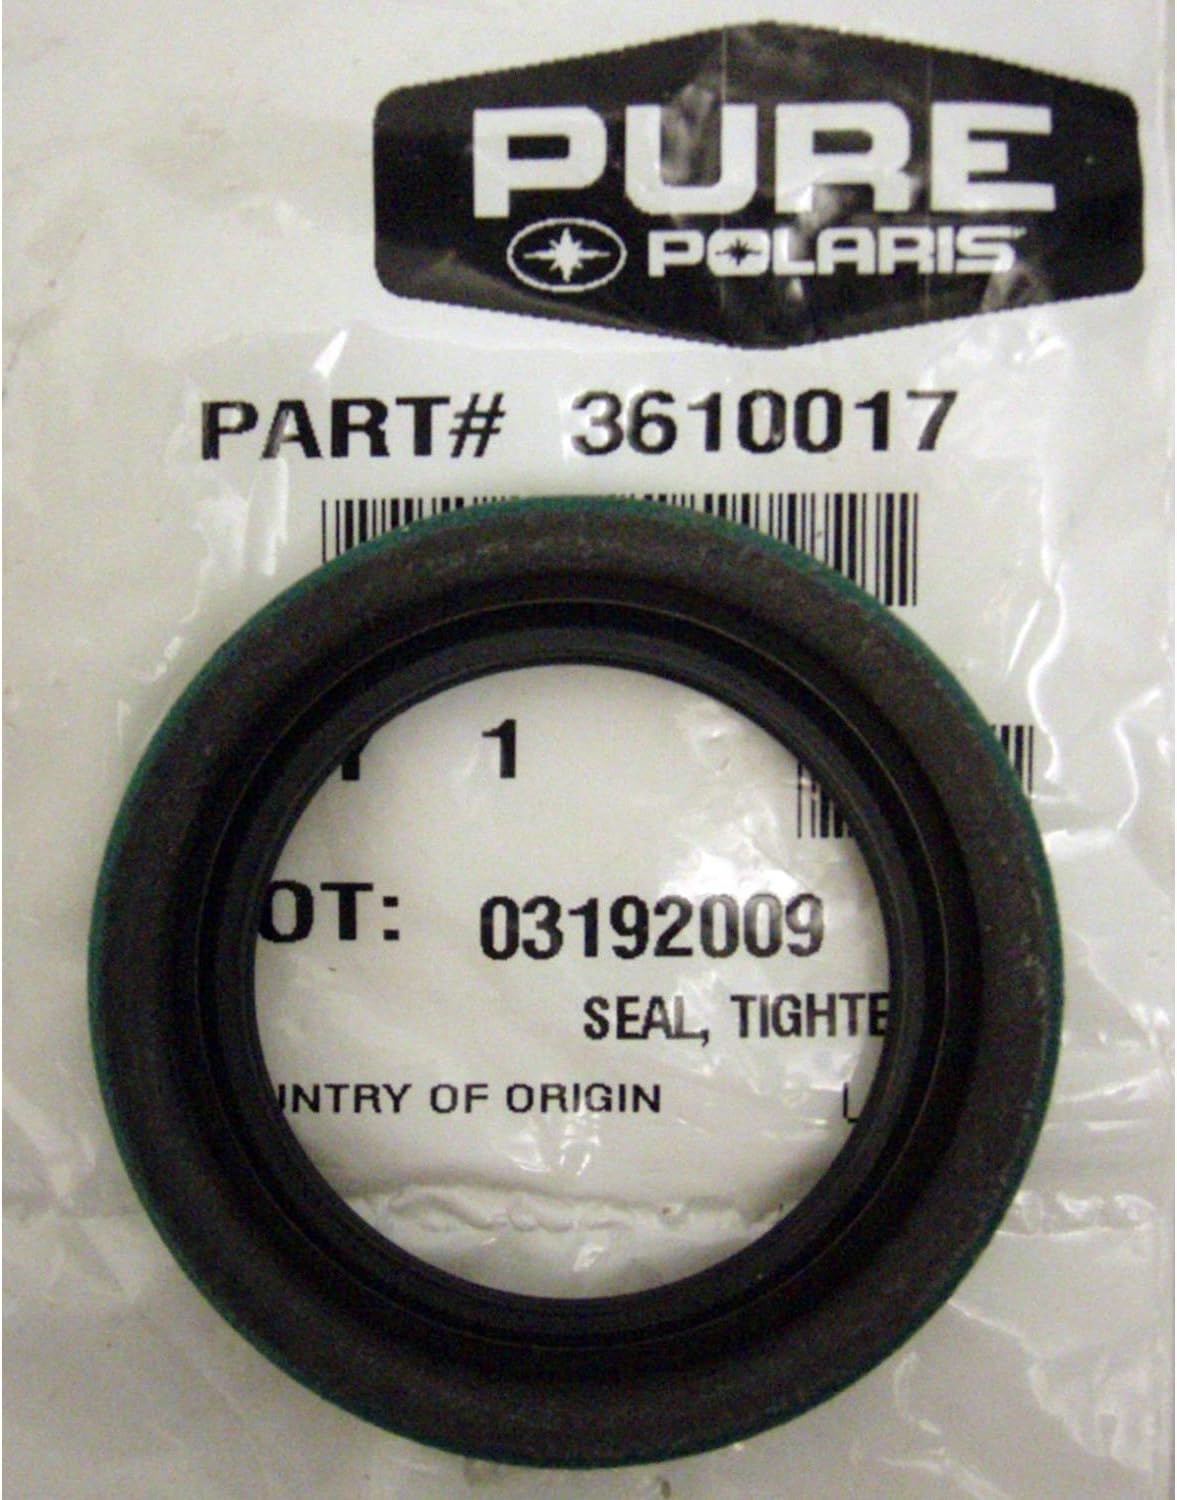 PURE
POLARIS
PART# 3610017
1
OT: 03192009
SEAL, TIGHTE
UNTRY OF ORIGIN